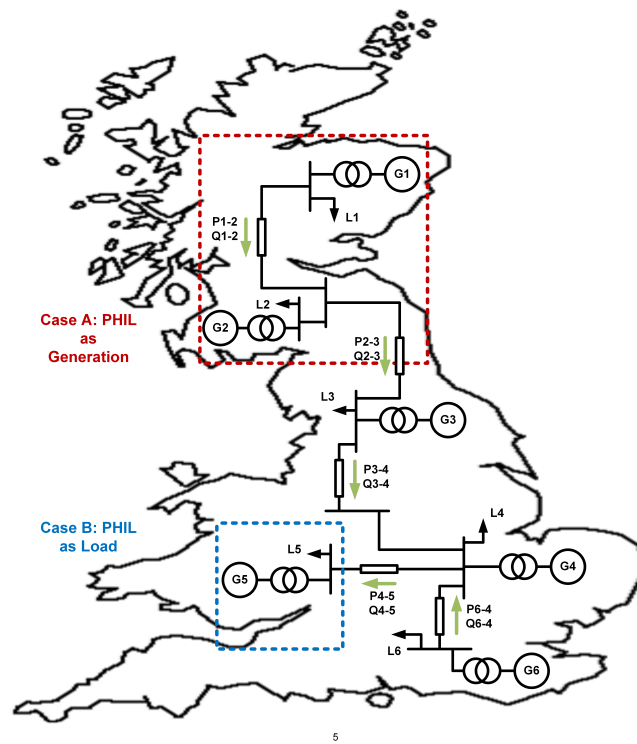 G1
L1
P1-2
Q1-2
L2
G2
Case A: PHIL
as
Generation
P2-3
Q2-3
L3
G3
P3-4
Q3-4
Case B: PHIL
as Load
L4
L5
G5
G4
P4-5
Q4-5
P6-4
Q6-4
L6
G6
5